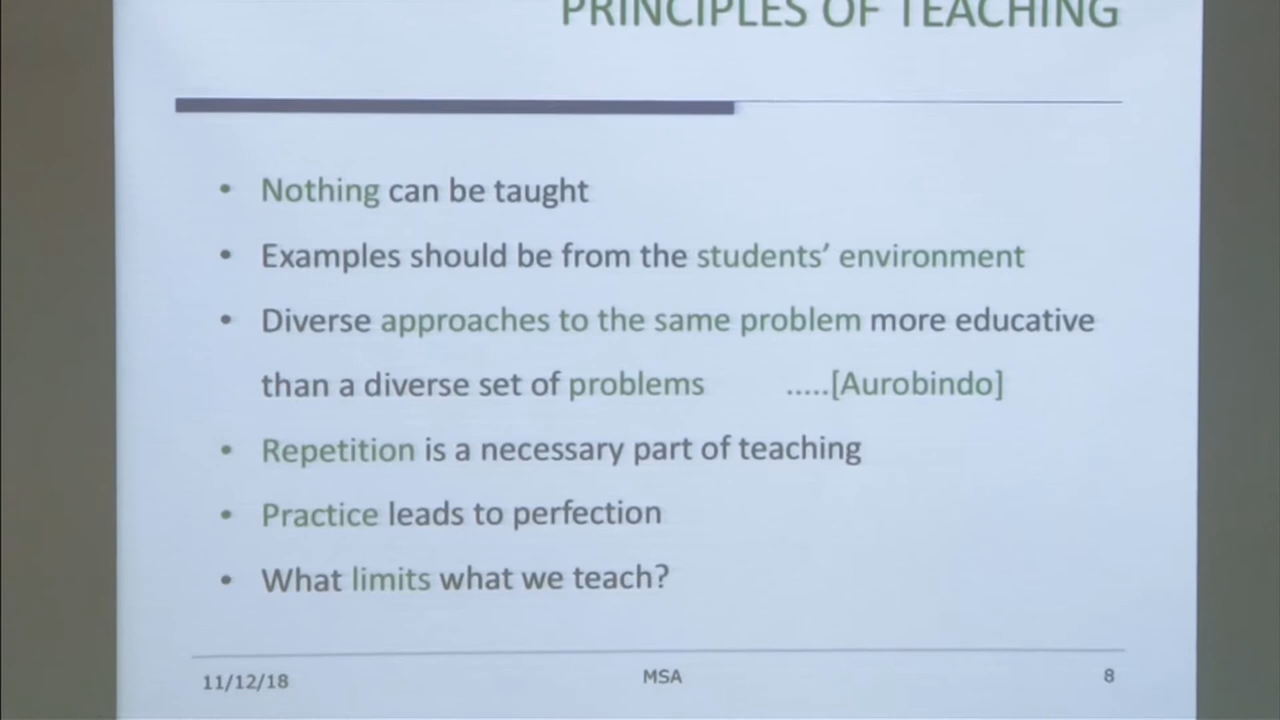 PRINCIPLES OF TEACHING
• Nothing can be taught
• Examples should be from the students’ environment
• Diverse approaches to the same problem more educative
than a diverse set of problems .....[Aurobindo]
• Repetition is a necessary part of teaching
• Practice leads to perfection
• What limits what we teach?
11/12/18 MSA 8